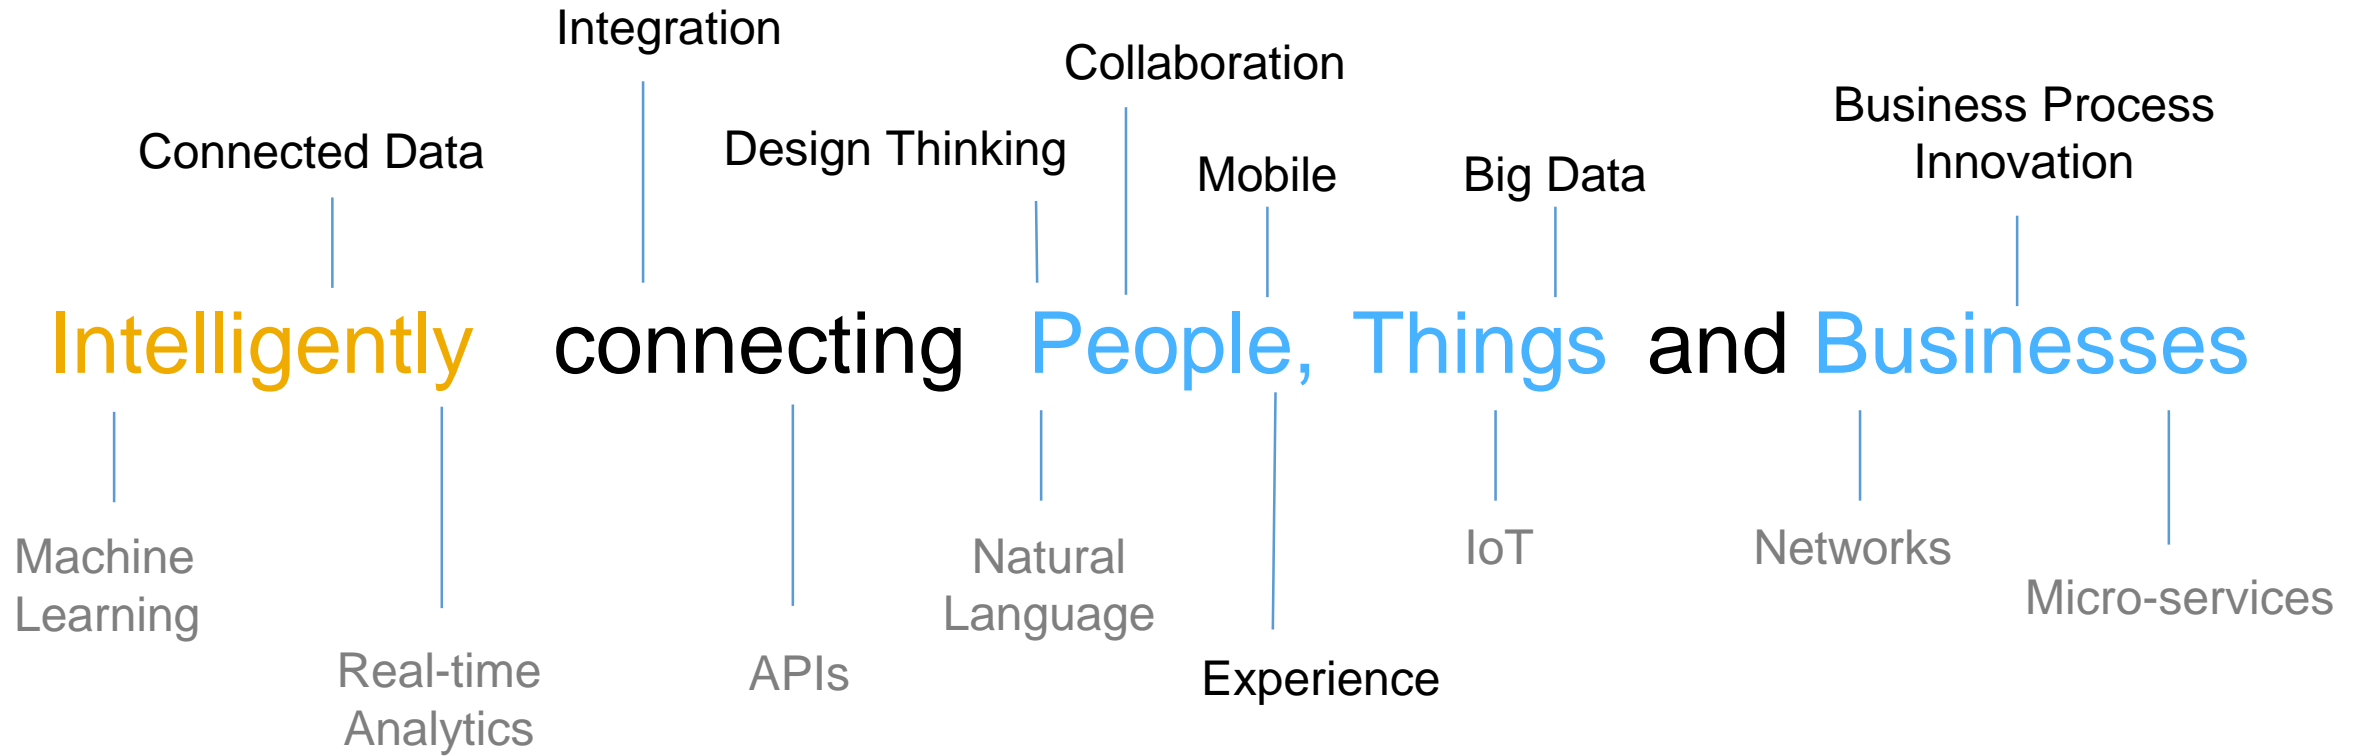 Integration
Collaboration
Business Process
Innovation
Connected Data
Design Thinking
Mobile
Big Data
Intelligently connecting People, Things and Businesses
Machine
Learning
Real-time
Analytics
APIs
Natural
Language
Experience
IoT
Networks
Micro-services